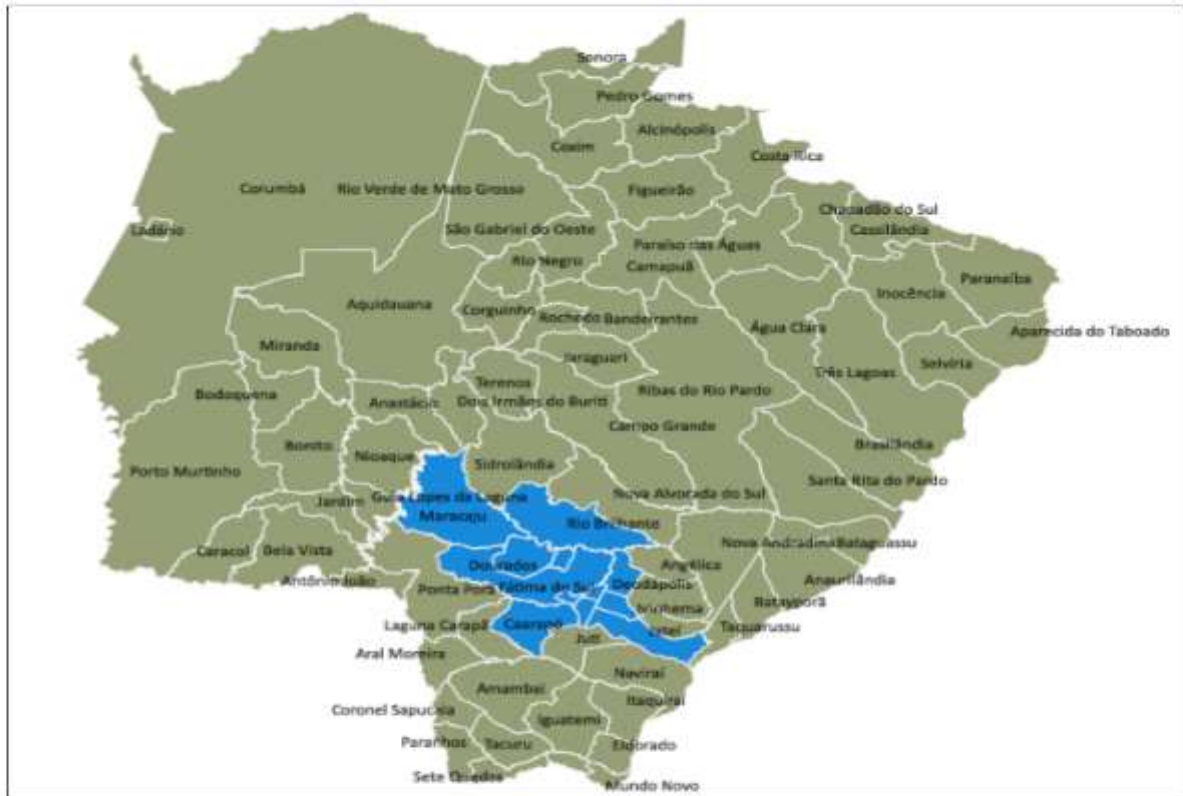 Sonora
Pedro Gomes
Alcinópolis
Coxim
Costa Rica
Corumbá
Rio Verde de Mato Grosso
Figueirão
Chapadão do Sul
Ladário
São Gabriel do Oeste
Cassilândia
Paraíso das Águas
Rio Negro
Camapuã
Paranaíba
Inocência
Aquidauana
Corguinho
Rochedo
Bandeirantes
Água Clara
Aparecida do Taboado
Miranda
Jaraguari
Selvíria
Três Lagoas
Terenos
Bodoquena
Ribas do Rio Pardo
Anastácio
Dois Irmãos do Buriti
Campo Grande
Bonito
Brasilândia
Nioaque
Sidrolândia
Porto Murtinho
Santa Rita do Pardo
Jardim
Guia Lopes da Laguna
Nova Alvorada do Sul
Maracaju
Rio Brilhante
Nova Andradina
Bataguassu
Caracol
Bela Vista
Dourados
Angélica
Antônio João
Anaurilândia
Ponta Porã
Fátima do Sul
Deodápolis
Batayporã
Ivinhema
Laguna Carapã
Caarapó
Jateí
Taquarussu
Juti
Aral Moreira
Naviraí
Amambai
Itaquiraí
Coronel Sapucaia
Iguatemi
Paranhos
Tacuru
Eldorado
Sete Quedas
Mundo Novo